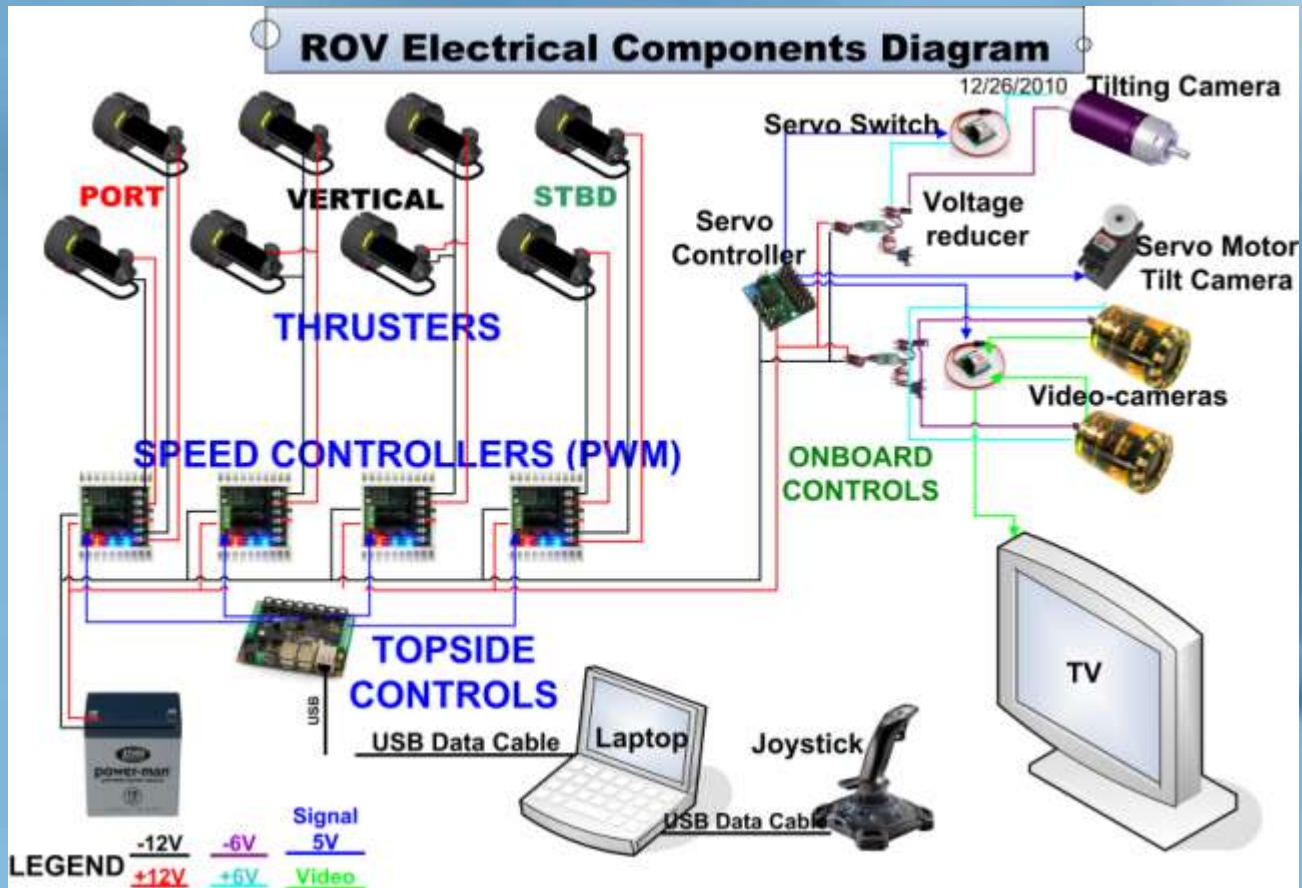 ROV Electrical Components Diagram
12/26/2010
Tilting Camera
Servo Switch
PORT
VERTICAL
STBD
Servo
Controller
Voltage
reducer
Servo Motor
Tilt Camera
THRUSTERS
Video-cameras
SPEED CONTROLLERS (PWM)
ONBOARD
CONTROLS
TOPSIDE
CONTROLS
USB
TV
USB Data Cable
Laptop
Joystick
power-man
USB Data Cable
LEGEND
-12V
-6V
Signal
5V
+12V
+6V
Video